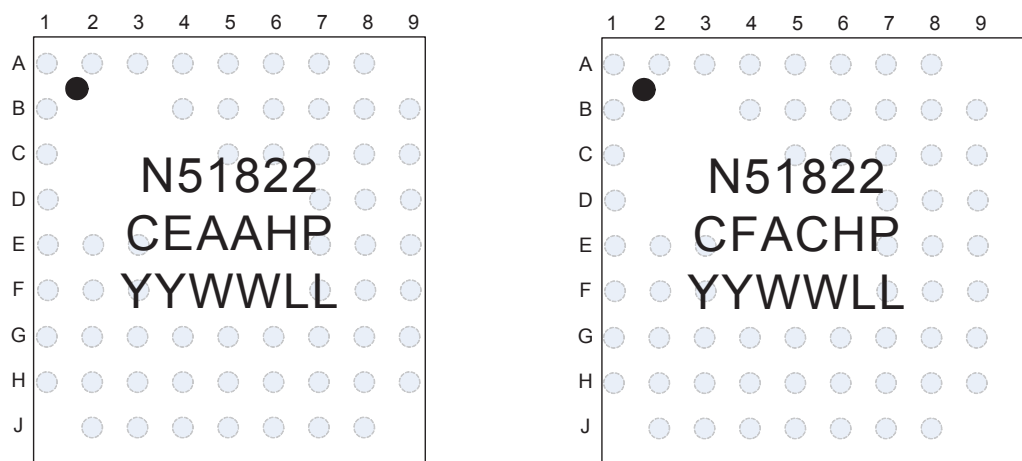 1 2 3 4 5 6 7 8 9
A
B
C
D
E
F
G
H
J
N51822
CEAAHP
YYWWLL
1 2 3 4 5 6 7 8 9
A
B
C
D
E
F
G
H
J
N51822
CFACHP
YYWWLL